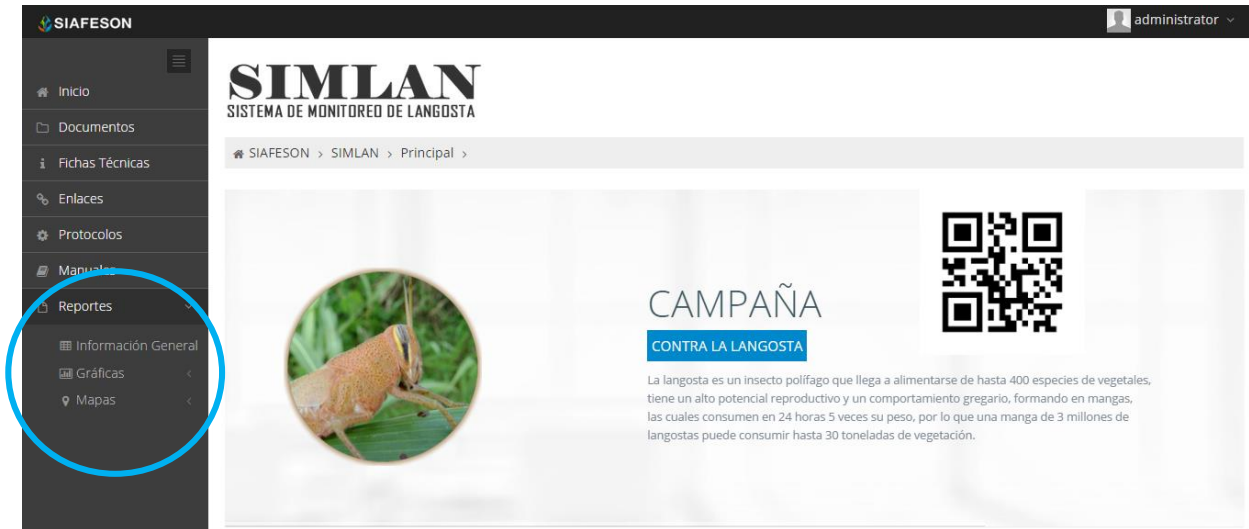 SIAFESON
administrator
Inicio
Documentos
Fichas Técnicas
Enlaces
Protocolos
Manuales
Reportes
Información General
Gráficas
Mapas
SIMLAN
SISTEMA DE MONITOREO DE LANGOSTA
SIAFESON > SIMLAN > Principal >
CAMPAÑA
CONTRA LA LANGOSTA
La langosta es un insecto polífago que llega a alimentarse de hasta 400 especies de vegetales,
tiene un alto potencial reproductivo y un comportamiento gregario, formando en mangas,
las cuales consumen en 24 horas 5 veces su peso, por lo que una manga de 3 millones de
langostas puede consumir hasta 30 toneladas de vegetación.